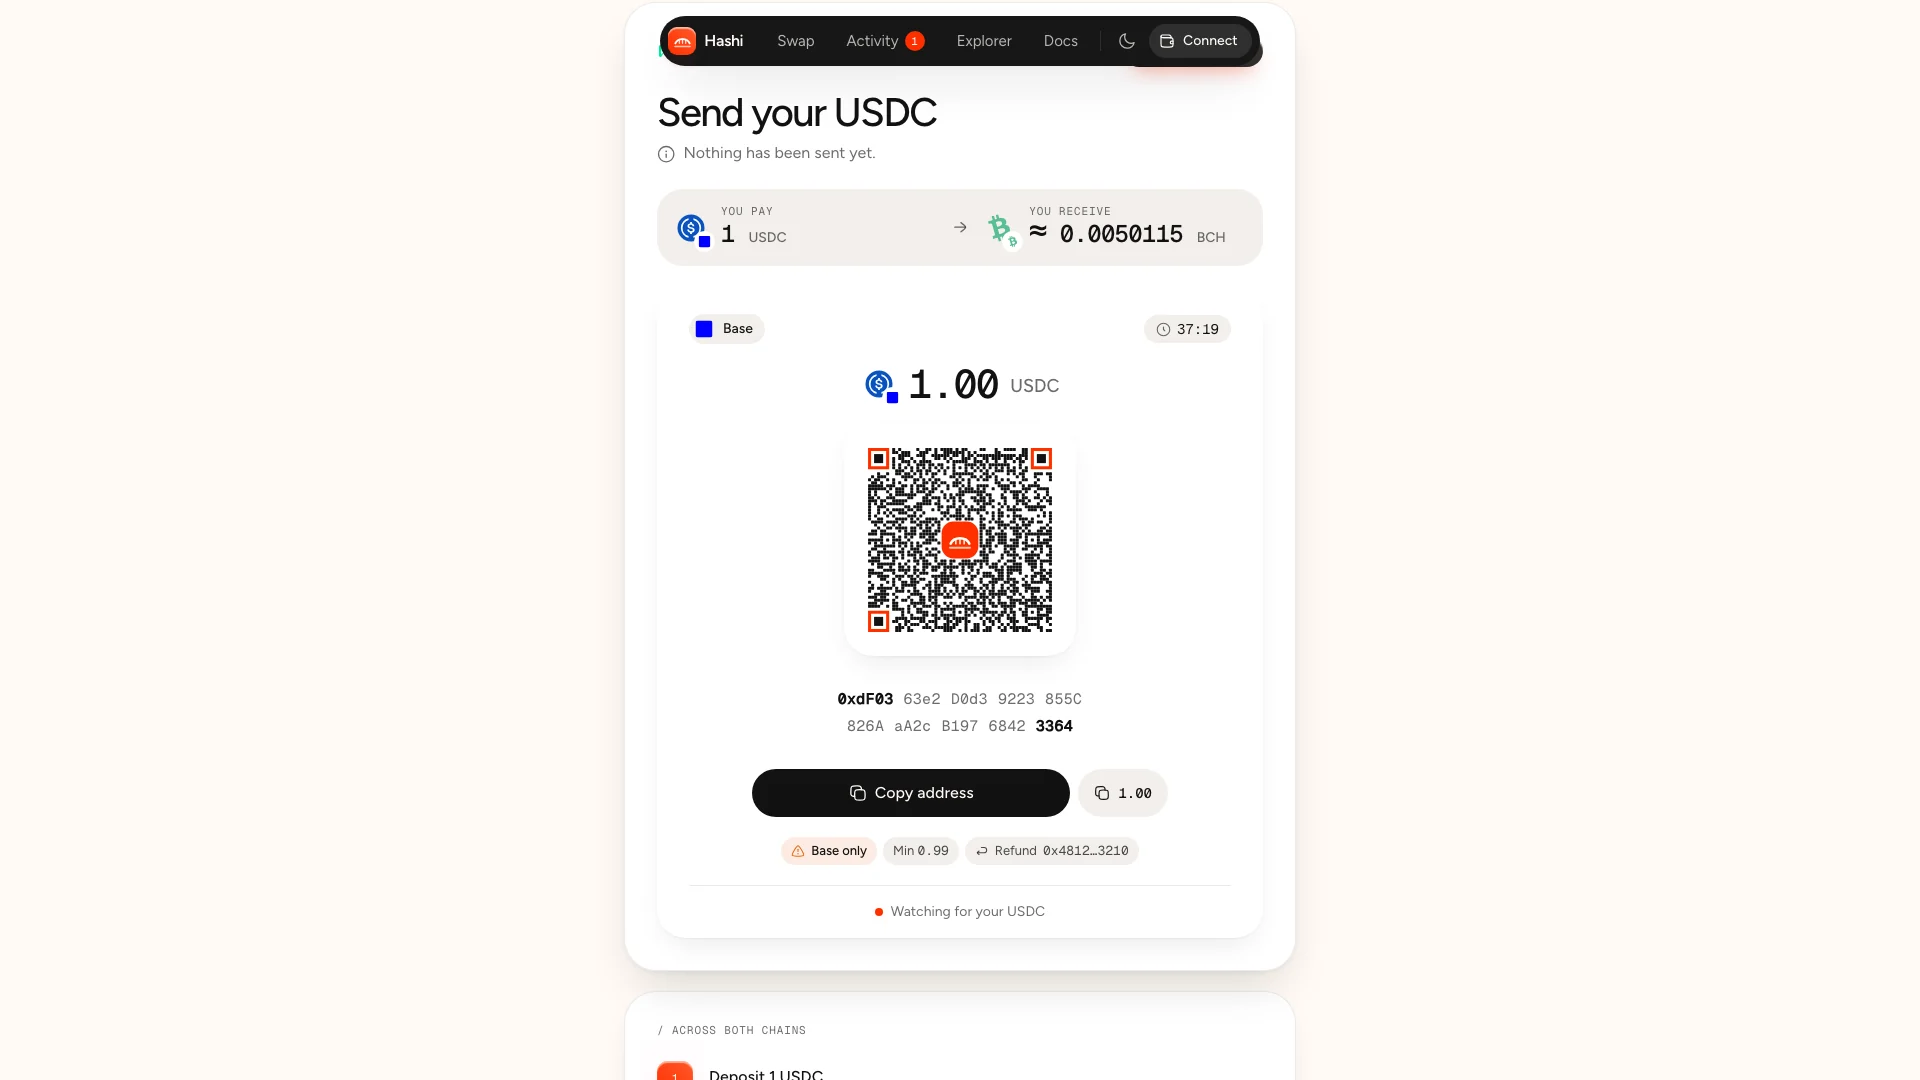 Hashi Swap Activity 1 Explorer Docs Connect
Send your USDC
Nothing has been sent yet.
YOU PAY
1 USDC
YOU RECEIVE
≈ 0.0050115 BCH
Base
37:19
1.00 USDC
0xdF03 63e2 D0d3 9223 855C
826A aA2c B197 6842 3364
Copy address
1.00
Base only
Min 0.99
Refund 0x4812…3210
Watching for your USDC
/ ACROSS BOTH CHAINS
1
Deposit 1 USDC